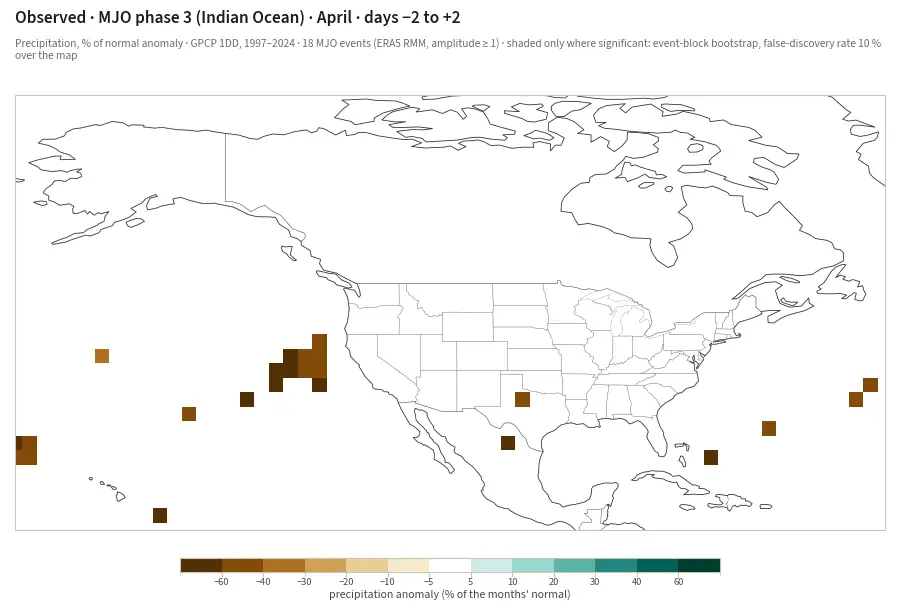 Observed · MJO phase 3 (Indian Ocean) · April · days −2 to +2
Precipitation, % of normal anomaly · GPCP 1DD, 1997–2024 · 18 MJO events (ERA5 RMM, amplitude ≥ 1) · shaded only where significant: event-block bootstrap, false-discovery rate 10 %
over the map
−60 −40 −30 −20 −10 −5 5 10 20 30 40 60
precipitation anomaly (% of the months' normal)